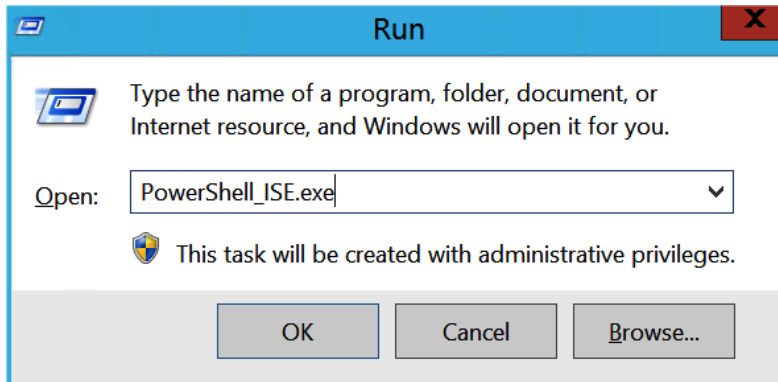 Run
X
Type the name of a program, folder, document, or
Internet resource, and Windows will open it for you.
Open: PowerShell_ISE.exe
This task will be created with administrative privileges.
OK Cancel Browse...